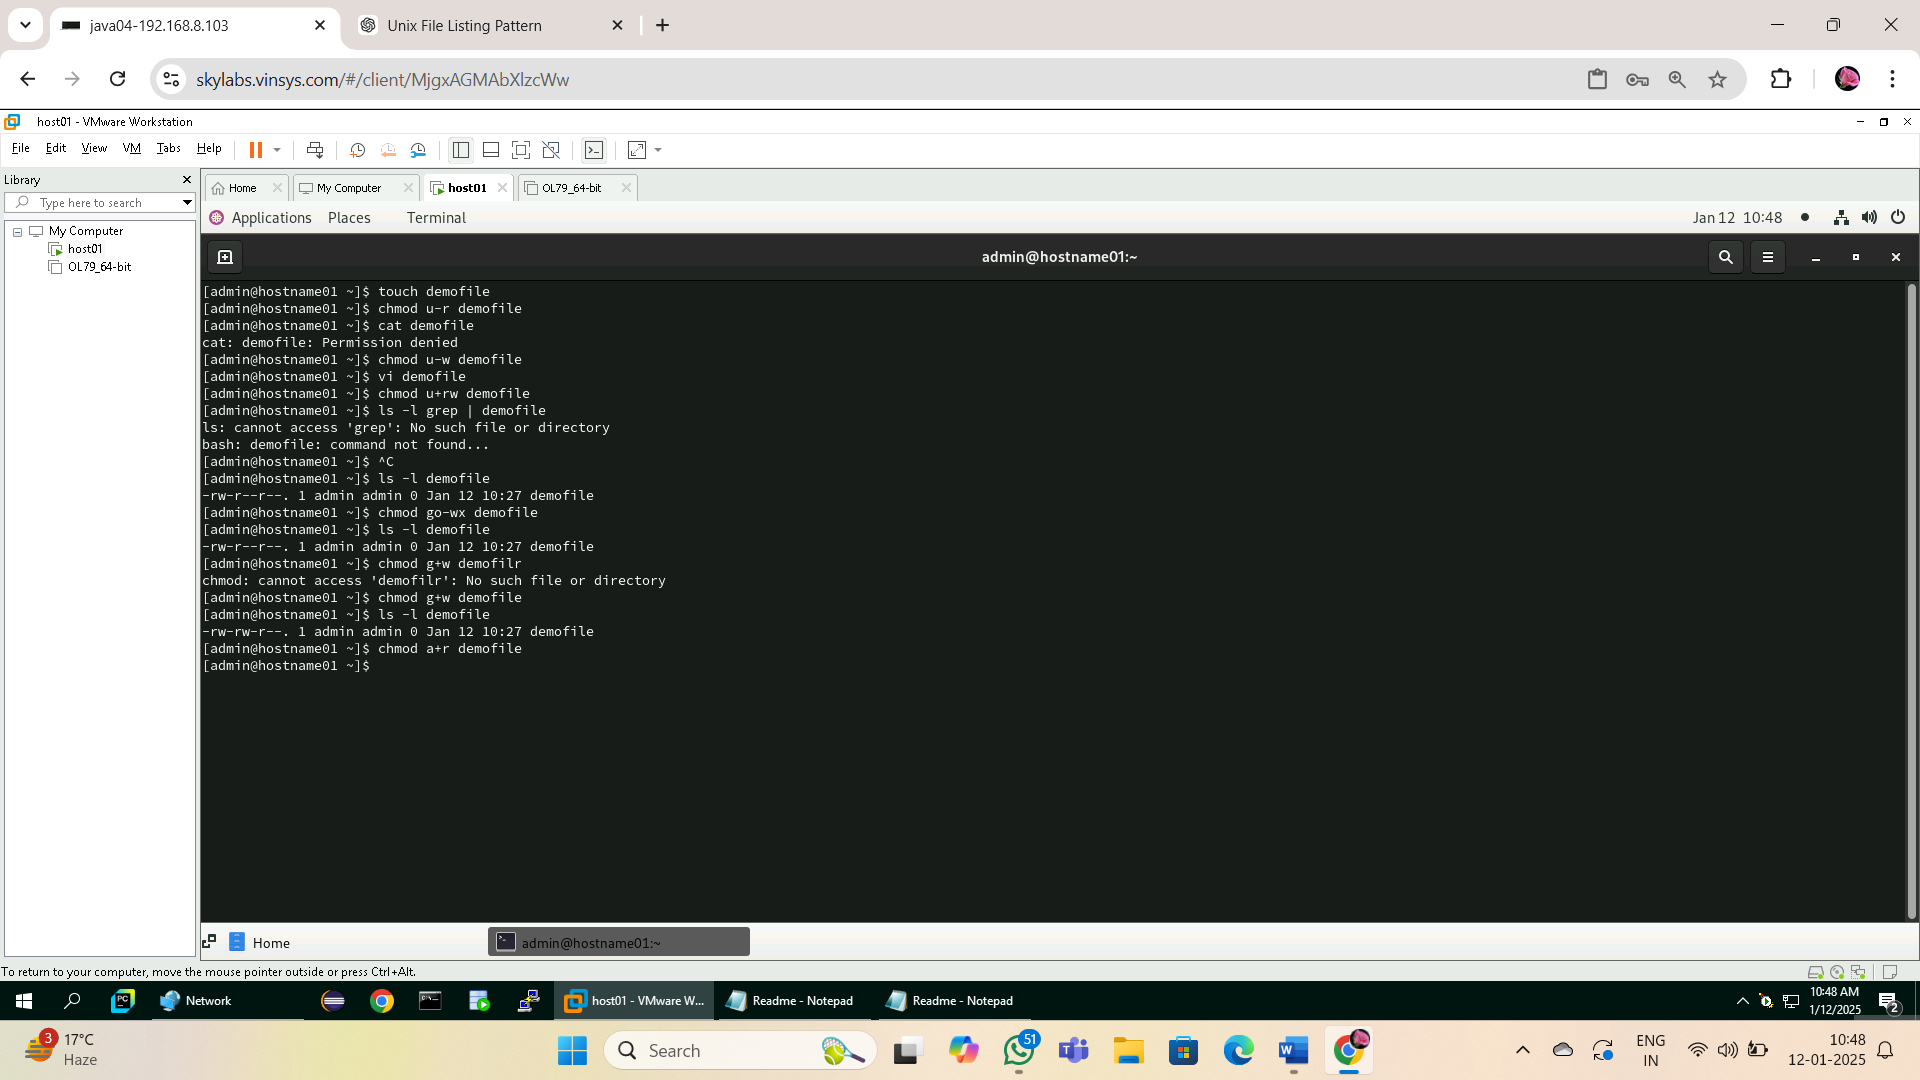 java04-192.168.8.103
Unix File Listing Pattern
skylabs.vinsys.com/#/client/MjgxAGMAbXlzcWw
host01 - VMware Workstation
File Edit View VM Tabs Help
Library
Type here to search
My Computer
host01
OL79_64-bit
Home
My Computer
host01
OL79_64-bit
Applications Places Terminal
Jan 12 10:48
admin@hostname01:~
[admin@hostname01 ~]$ touch demofile
[admin@hostname01 ~]$ chmod u-r demofile
[admin@hostname01 ~]$ cat demofile
cat: demofile: Permission denied
[admin@hostname01 ~]$ chmod u-w demofile
[admin@hostname01 ~]$ vi demofile
[admin@hostname01 ~]$ chmod u+rw demofile
[admin@hostname01 ~]$ ls -l grep | demofile
ls: cannot access 'grep': No such file or directory
bash: demofile: command not found...
[admin@hostname01 ~]$ ^C
[admin@hostname01 ~]$ ls -l demofile
-rw-r--r--. 1 admin admin 0 Jan 12 10:27 demofile
[admin@hostname01 ~]$ chmod go-wx demofile
[admin@hostname01 ~]$ ls -l demofile
-rw-r--r--. 1 admin admin 0 Jan 12 10:27 demofile
[admin@hostname01 ~]$ chmod g+w demofilr
chmod: cannot access 'demofilr': No such file or directory
[admin@hostname01 ~]$ chmod g+w demofile
[admin@hostname01 ~]$ ls -l demofile
-rw-rw-r--. 1 admin admin 0 Jan 12 10:27 demofile
[admin@hostname01 ~]$ chmod a+r demofile
[admin@hostname01 ~]$
Home
admin@hostname01:~
To return to your computer, move the mouse pointer outside or press Ctrl+Alt.
Network
host01 - VMware W...
Readme - Notepad
Readme - Notepad
10:48 AM
1/12/2025
2
3
17°C
Haze
Search
51
ENG
IN
10:48
12-01-2025